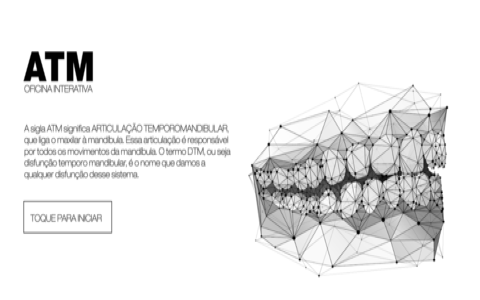 ATM
OFICINA INTERATIVA
A sigla ATM significa ARTICULAÇÃO TEMPOROMANDIBULAR,
que liga o maxilar à mandíbula. Essa articulação é responsável
por todos os movimentos da mandíbula. O termo DTM, ou seja
disfunção temporo mandibular, é o nome que damos a
qualquer disfunção desse sistema.
TOQUE PARA INICIAR